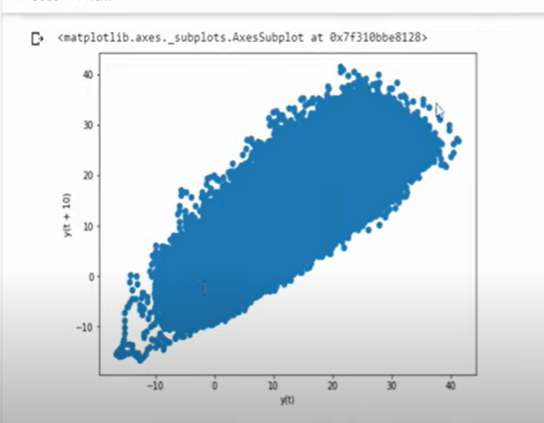 <matplotlib.axes._subplots.AxesSubplot at 0x7f310bbe8128>
40
30
20
10
0
−10
y(t + 10)
−10 0 10 20 30 40
y(t)